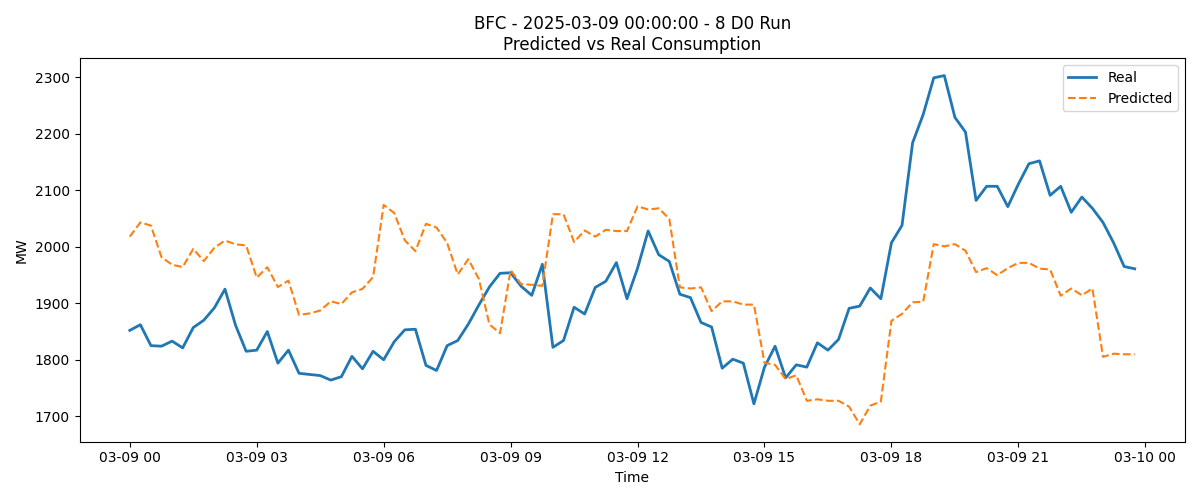 BFC - 2025-03-09 00:00:00 - 8 D0 Run
Predicted vs Real Consumption
Real
Predicted
MW
2300
2200
2100
2000
1900
1800
1700
03-09 00
03-09 03
03-09 06
03-09 09
03-09 12
03-09 15
03-09 18
03-09 21
03-10 00
Time